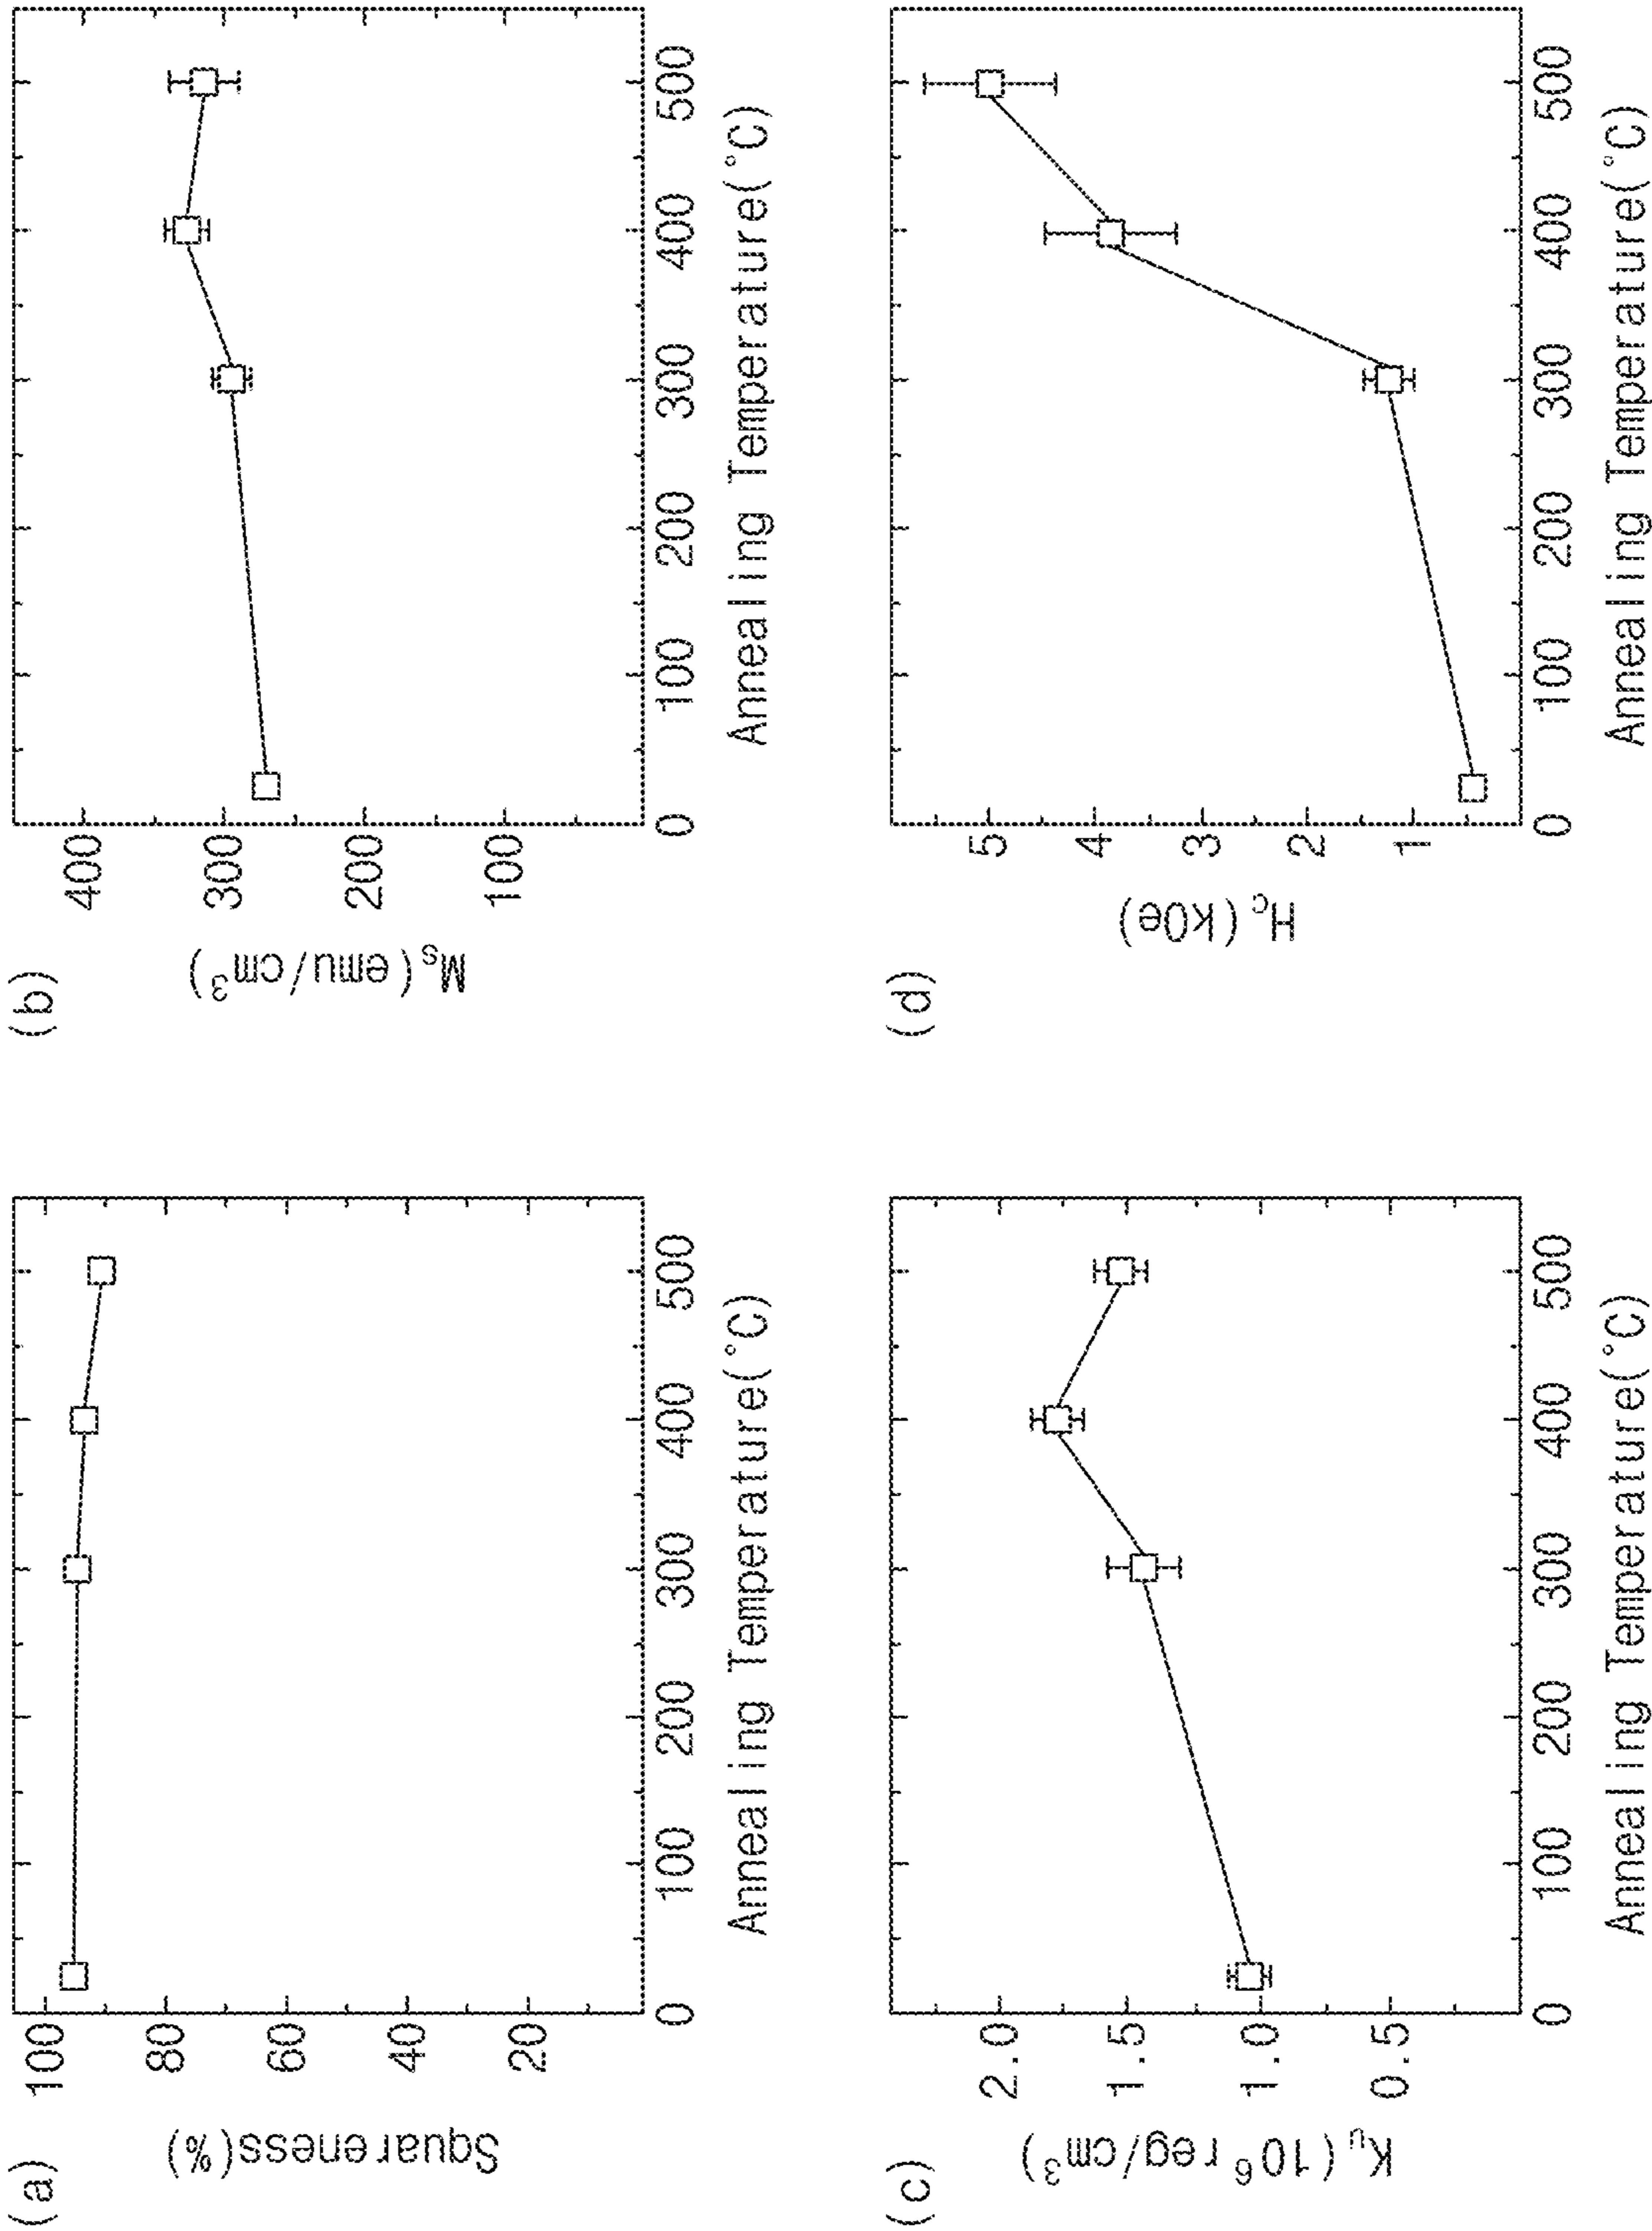 (a)
Squareness(%)
100
80
60
40
20
0 100 200 300 400 500
Annealing Temperature(°C)
(b)
Mₛ(emu/cm³)
400
300
200
100
0 100 200 300 400 500
Annealing Temperature(°C)
(c)
Kᵤ(10⁶reg/cm³)
2.0
1.5
1.0
0.5
0 100 200 300 400 500
Annealing Temperature(°C)
(d)
H_C(kOe)
5
4
3
2
1
0 100 200 300 400 500
Annealing Temperature(°C)